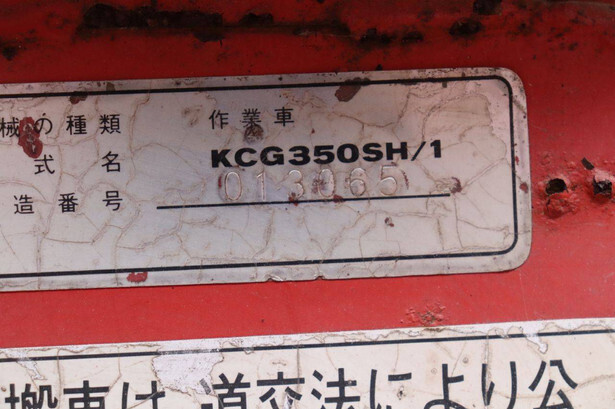 械の種類 作業車
式名 KCG350SH/1
造番号 013065
搬車は、道交法により公